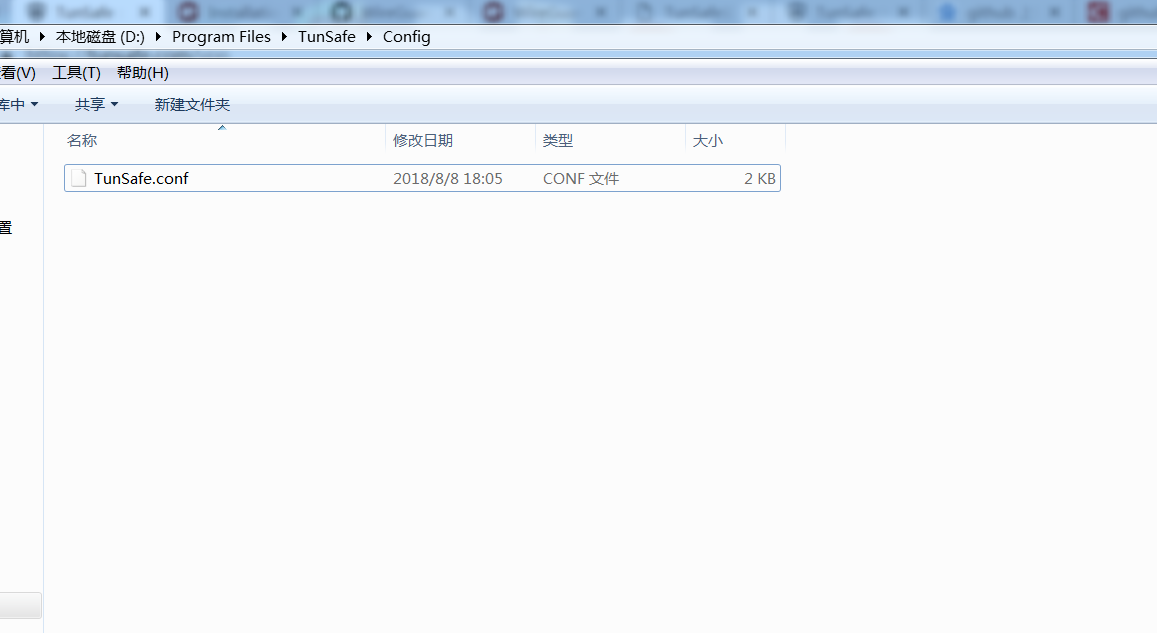 算机 本地磁盘 (D:) Program Files TunSafe Config
看(V) 工具(T) 帮助(H)
库中 共享 新建文件夹
名称 修改日期 类型 大小
TunSafe.conf 2018/8/8 18:05 CONF 文件 2 KB
置